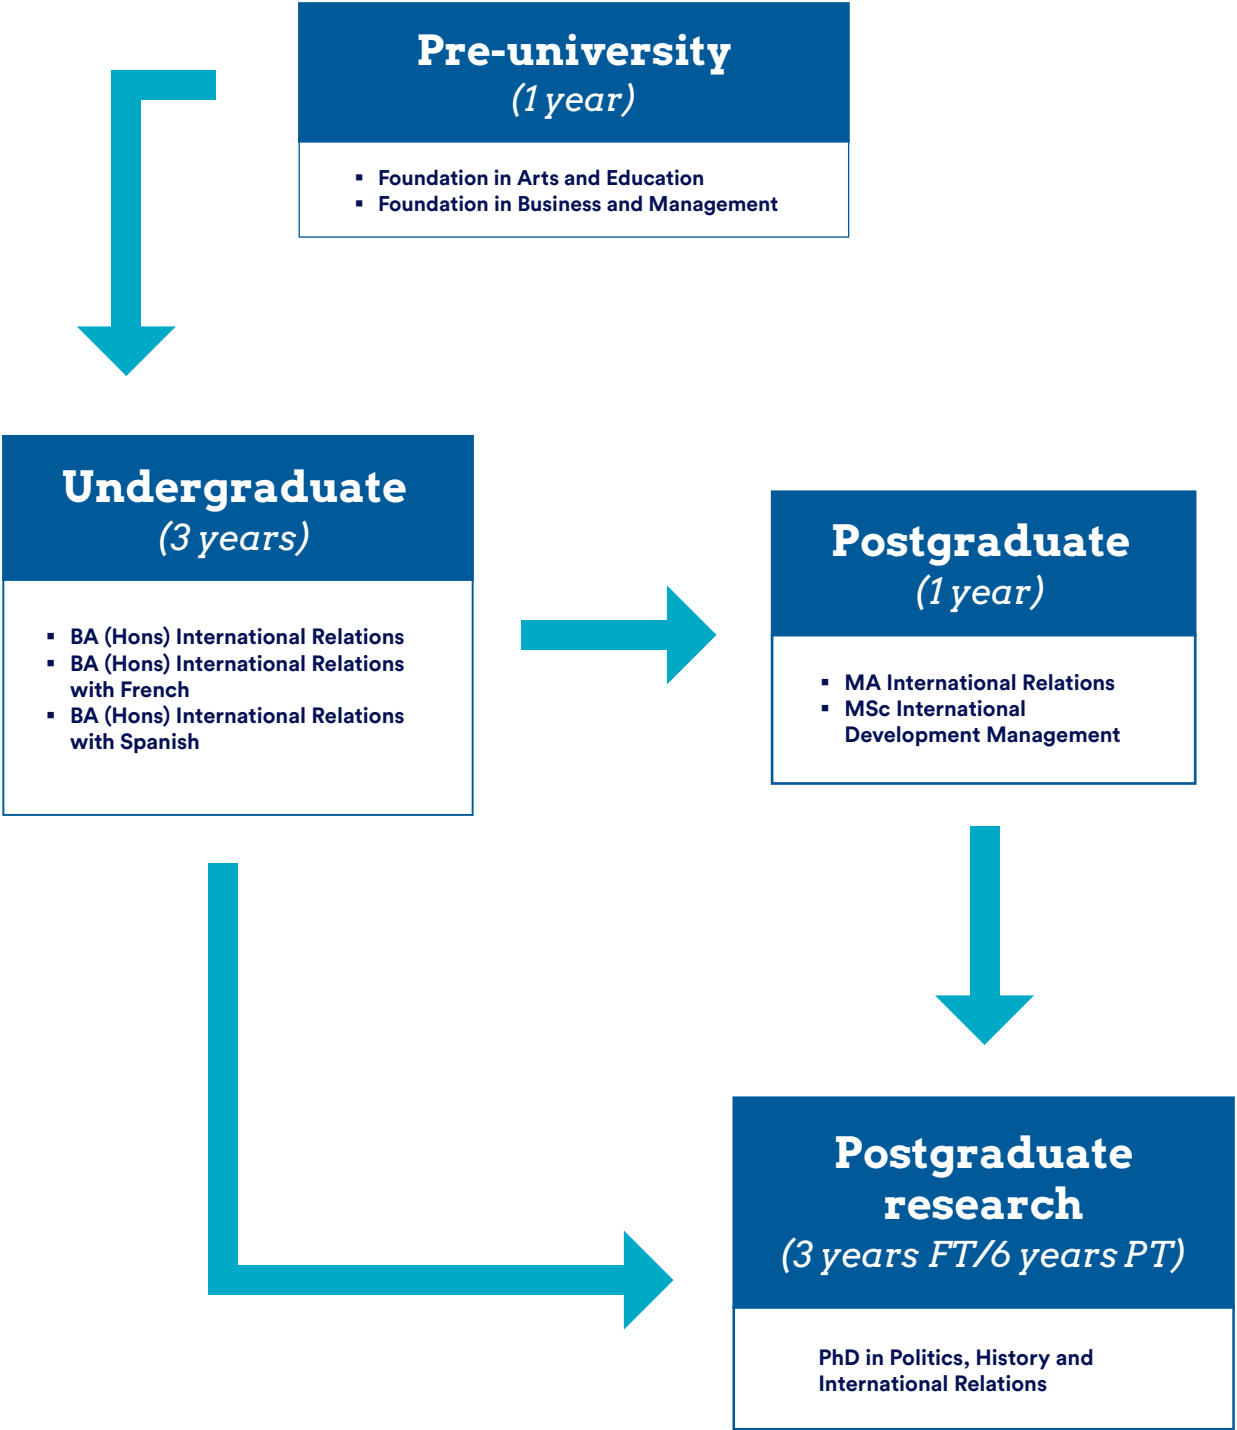 Pre-university
(1 year)
▪ Foundation in Arts and Education
▪ Foundation in Business and Management
Undergraduate
(3 years)
▪ BA (Hons) International Relations
▪ BA (Hons) International Relations
with French
▪ BA (Hons) International Relations
with Spanish
Postgraduate
(1 year)
▪ MA International Relations
▪ MSc International
Development Management
Postgraduate
research
(3 years FT/6 years PT)
PhD in Politics, History and
International Relations